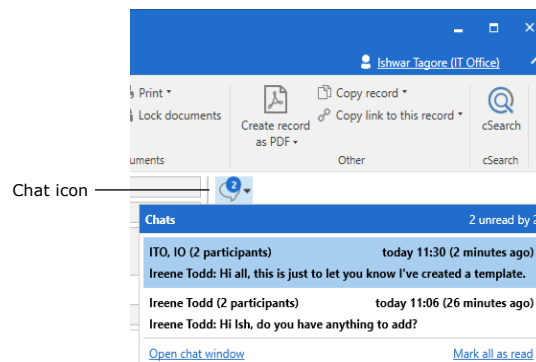 Ishwar Tagore (IT Office)
Print
Lock documents
Create record
as PDF
Copy record
Copy link to this record
cSearch
Other
cSearch
Chat icon
2
Chats 2 unread by 2
ITO, IO (2 participants) today 11:30 (2 minutes ago)
Ireene Todd: Hi all, this is just to let you know I've created a template.
Ireene Todd (2 participants) today 11:06 (26 minutes ago)
Ireene Todd: Hi Ish, do you have anything to add?
Open chat window Mark all as read